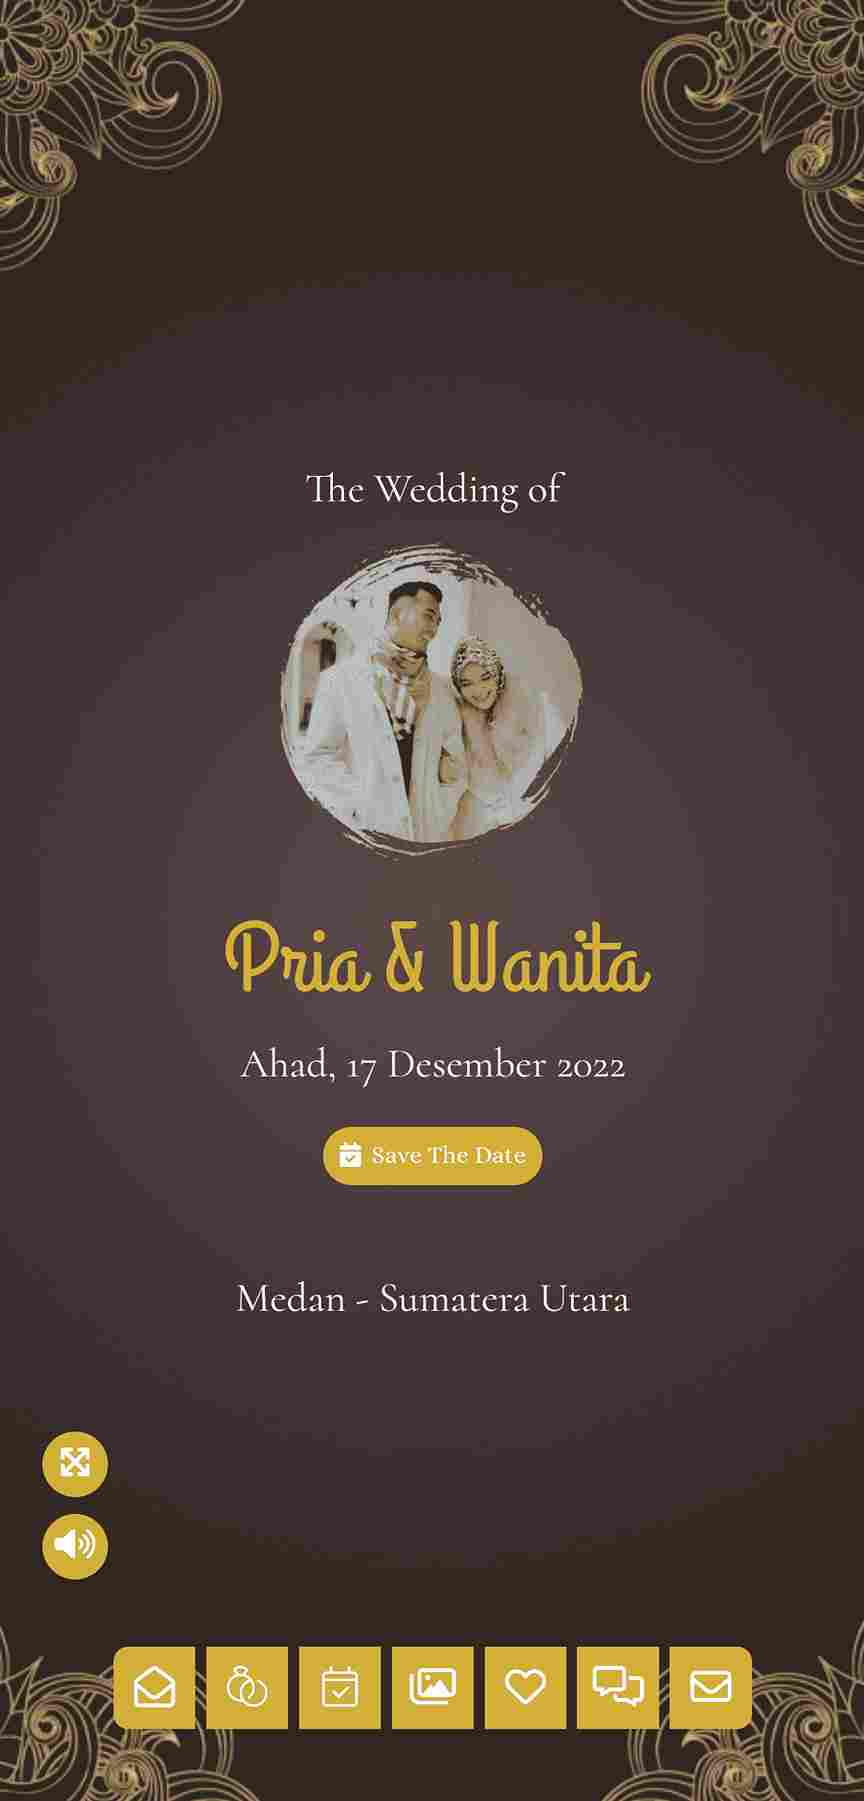 The Wedding of
Pria & Wanita
Ahad, 17 Desember 2022
Save The Date
Medan - Sumatera Utara